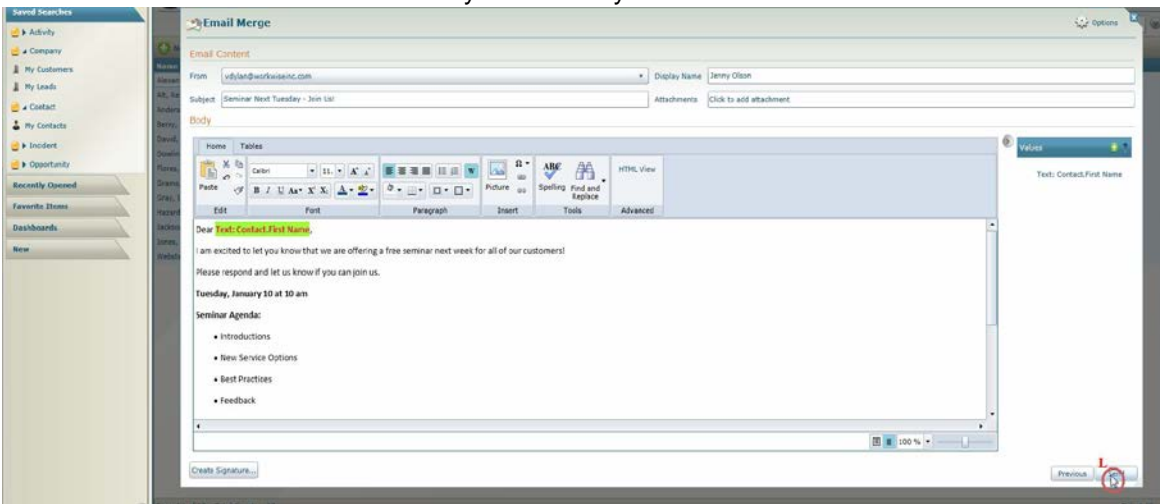 Saved Searches
Activity
Company
My Customers
My Leads
Contact
My Contacts
Incident
Opportunity
Recently Opened
Favorite Items
Dashboards
New
Email Merge
Options
Email Content
From vdylan@workwiseinc.com Display Name Jenny Olson
Subject Seminar Next Tuesday - Join Us! Attachments Click to add attachment
Body
Home Tables
Values
Text: Contact.First Name
Calibri 11 ABC HTML View
Paste B I U Aa Picture Spelling Find and Replace
Edit Font Paragraph Insert Tools Advanced
Dear Text: Contact.First Name,
I am excited to let you know that we are offering a free seminar next week for all of our customers!
Please respond and let us know if you can join us.
Tuesday, January 10 at 10 am
Seminar Agenda:
• Introductions
• New Service Options
• Best Practices
• Feedback
100 %
Create Signature...
Previous
L